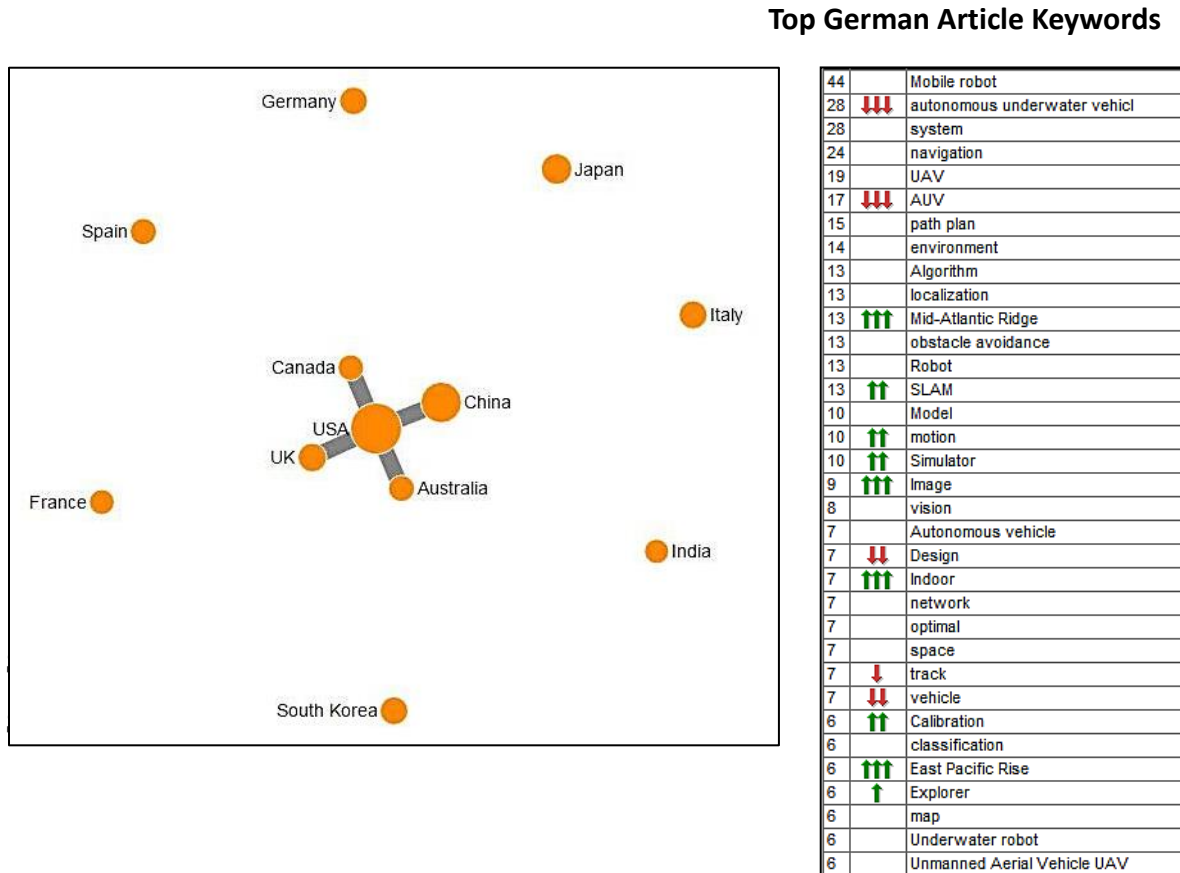 Top German Article Keywords
Germany
Japan
Spain
Italy
Canada
China
USA
UK
Australia
France
India
South Korea
44 Mobile robot
28 autonomous underwater vehicl
28 system
24 navigation
19 UAV
17 AUV
15 path plan
14 environment
13 Algorithm
13 localization
13 Mid-Atlantic Ridge
13 obstacle avoidance
13 Robot
13 SLAM
10 Model
10 motion
10 Simulator
9 Image
8 vision
7 Autonomous vehicle
7 Design
7 Indoor
7 network
7 optimal
7 space
7 track
7 vehicle
6 Calibration
6 classification
6 East Pacific Rise
6 Explorer
6 map
6 Underwater robot
6 Unmanned Aerial Vehicle UAV